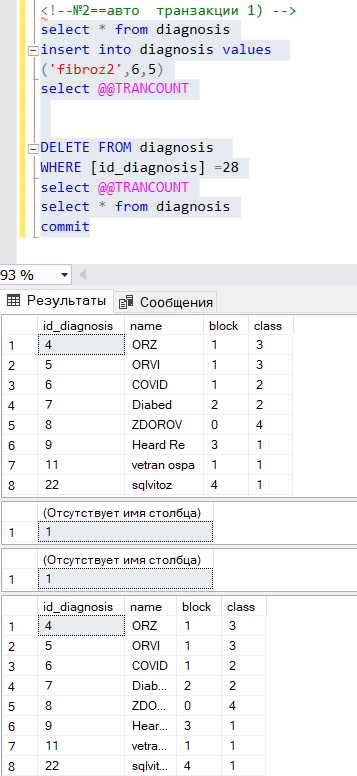 <!--№2==авто  транзакции 1) -->
select * from diagnosis
insert into diagnosis values
('fibroz2',6,5)
select @@TRANCOUNT
DELETE FROM diagnosis
WHERE [id_diagnosis] =28
select @@TRANCOUNT
select * from diagnosis
commit
93 %
Результаты Сообщения
id_diagnosis name block class
1 4 ORZ 1 3
2 5 ORVI 1 3
3 6 COVID 1 2
4 7 Diabed 2 2
5 8 ZDOROV 0 4
6 9 Heard Re 3 1
7 11 vetran ospa 1 1
8 22 sqlvitoz 4 1
(Отсутствует имя столбца)
1 1
(Отсутствует имя столбца)
1 1
id_diagnosis name block class
1 4 ORZ 1 3
2 5 ORVI 1 3
3 6 COVID 1 2
4 7 Diab... 2 2
5 8 ZDO... 0 4
6 9 Hear... 3 1
7 11 vetra... 1 1
8 22 sqlvit... 4 1